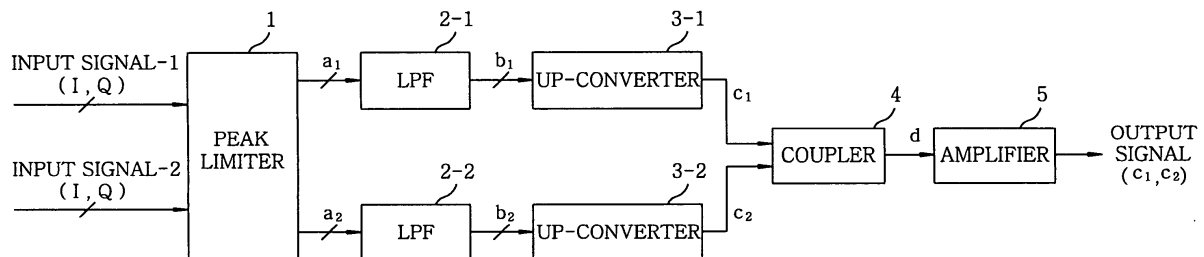 1
2-1
3-1
INPUT SIGNAL-1
(I,Q)
a₁
LPF
b₁
UP-CONVERTER
c₁
PEAK
LIMITER
4
5
COUPLER
d
AMPLIFIER
OUTPUT
SIGNAL
(c₁,c₂)
INPUT SIGNAL-2
(I,Q)
2-2
3-2
a₂
LPF
b₂
UP-CONVERTER
c₂